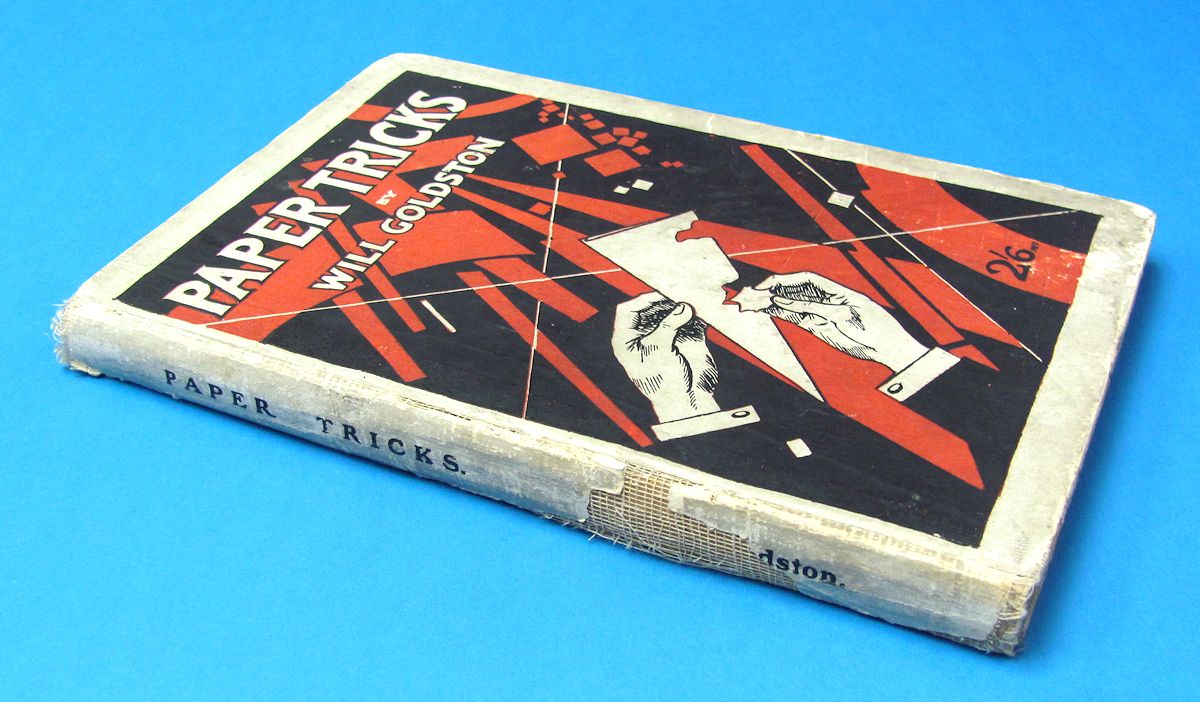 PAPER TRICKS
BY
WILL GOLDSTON
2/6 NET
PAPER TRICKS.
dston.